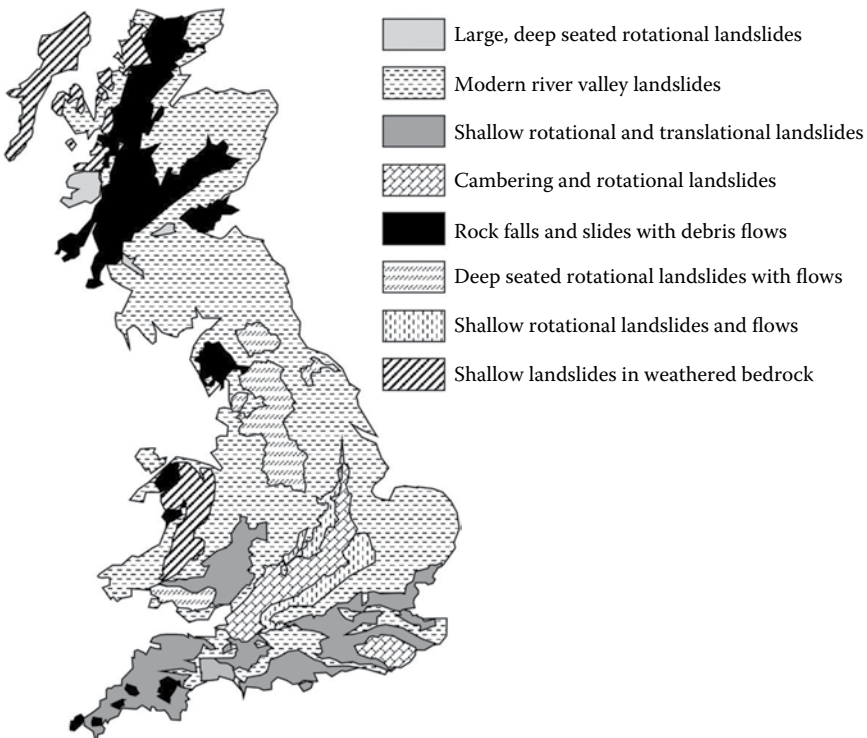 Large, deep seated rotational landslides
Modern river valley landslides
Shallow rotational and translational landslides
Cambering and rotational landslides
Rock falls and slides with debris flows
Deep seated rotational landslides with flows
Shallow rotational landslides and flows
Shallow landslides in weathered bedrock